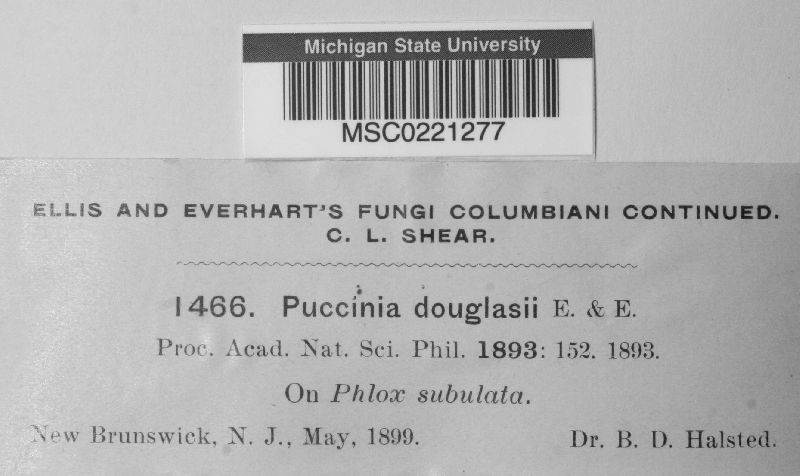 Michigan State University
MSC0221277
ELLIS AND EVERHART'S FUNGI COLUMBIANI CONTINUED.
C. L. SHEAR.
1466. Puccinia douglasii E. & E.
Proc. Acad. Nat. Sci. Phil. 1893: 152. 1893.
On Phlox subulata.
New Brunswick, N. J., May, 1899. Dr. B. D. Halsted.